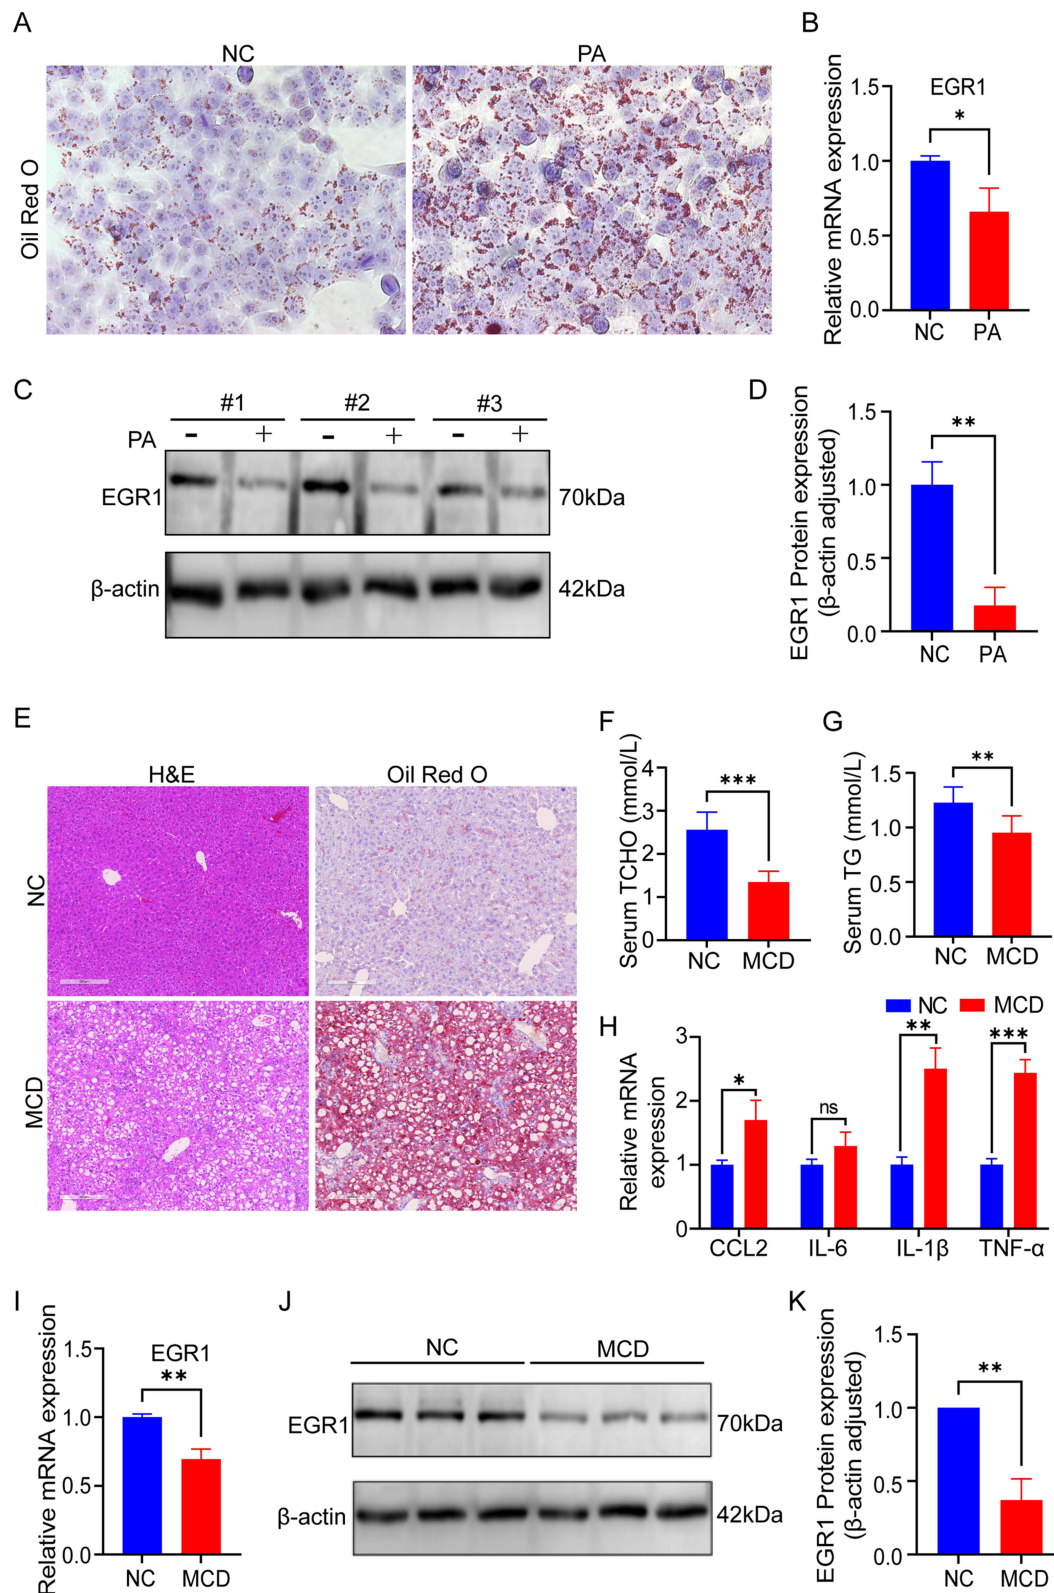 A
NC
PA
Oil Red O
B
EGR1
*
Relative mRNA expression
1.5
1.0
0.5
0.0
NC
PA
C
#1
#2
#3
PA
-
+
-
+
-
+
EGR1
70kDa
β-actin
42kDa
D
EGR1 Protein expression
(β-actin adjusted)
1.5
1.0
0.5
0.0
**
NC
PA
E
H&E
Oil Red O
NC
MCD
F
Serum TCHO (mmol/L)
4
3
2
1
0
***
NC
MCD
G
Serum TG (mmol/L)
1.5
1.0
0.5
0.0
**
NC
MCD
H
NC
MCD
Relative mRNA
expression
3
2
1
0
*
ns
**
***
CCL2
IL-6
IL-1β
TNF-α
I
Relative mRNA expression
EGR1
**
1.5
1.0
0.5
0.0
NC
MCD
J
NC
MCD
EGR1
70kDa
β-actin
42kDa
K
EGR1 Protein expression
(β-actin adjusted)
1.5
1.0
0.5
0.0
**
NC
MCD